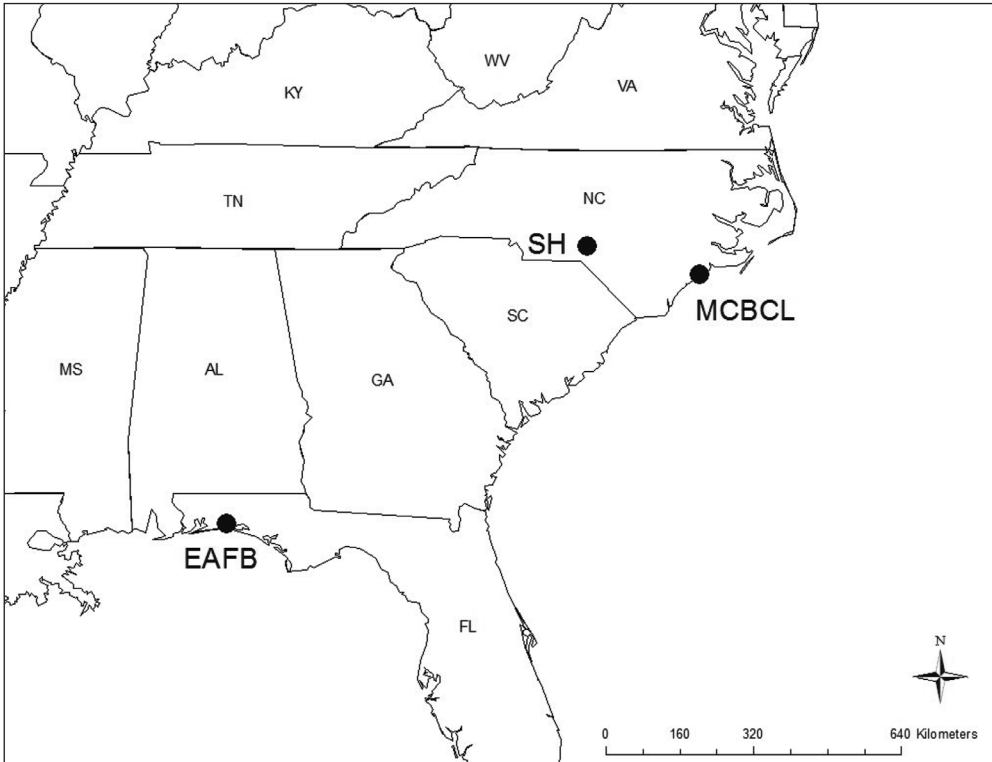 WV
KY
VA
TN
NC
SH
MCBCL
SC
MS
AL
GA
EAFB
FL
N
0 160 320 640 Kilometers